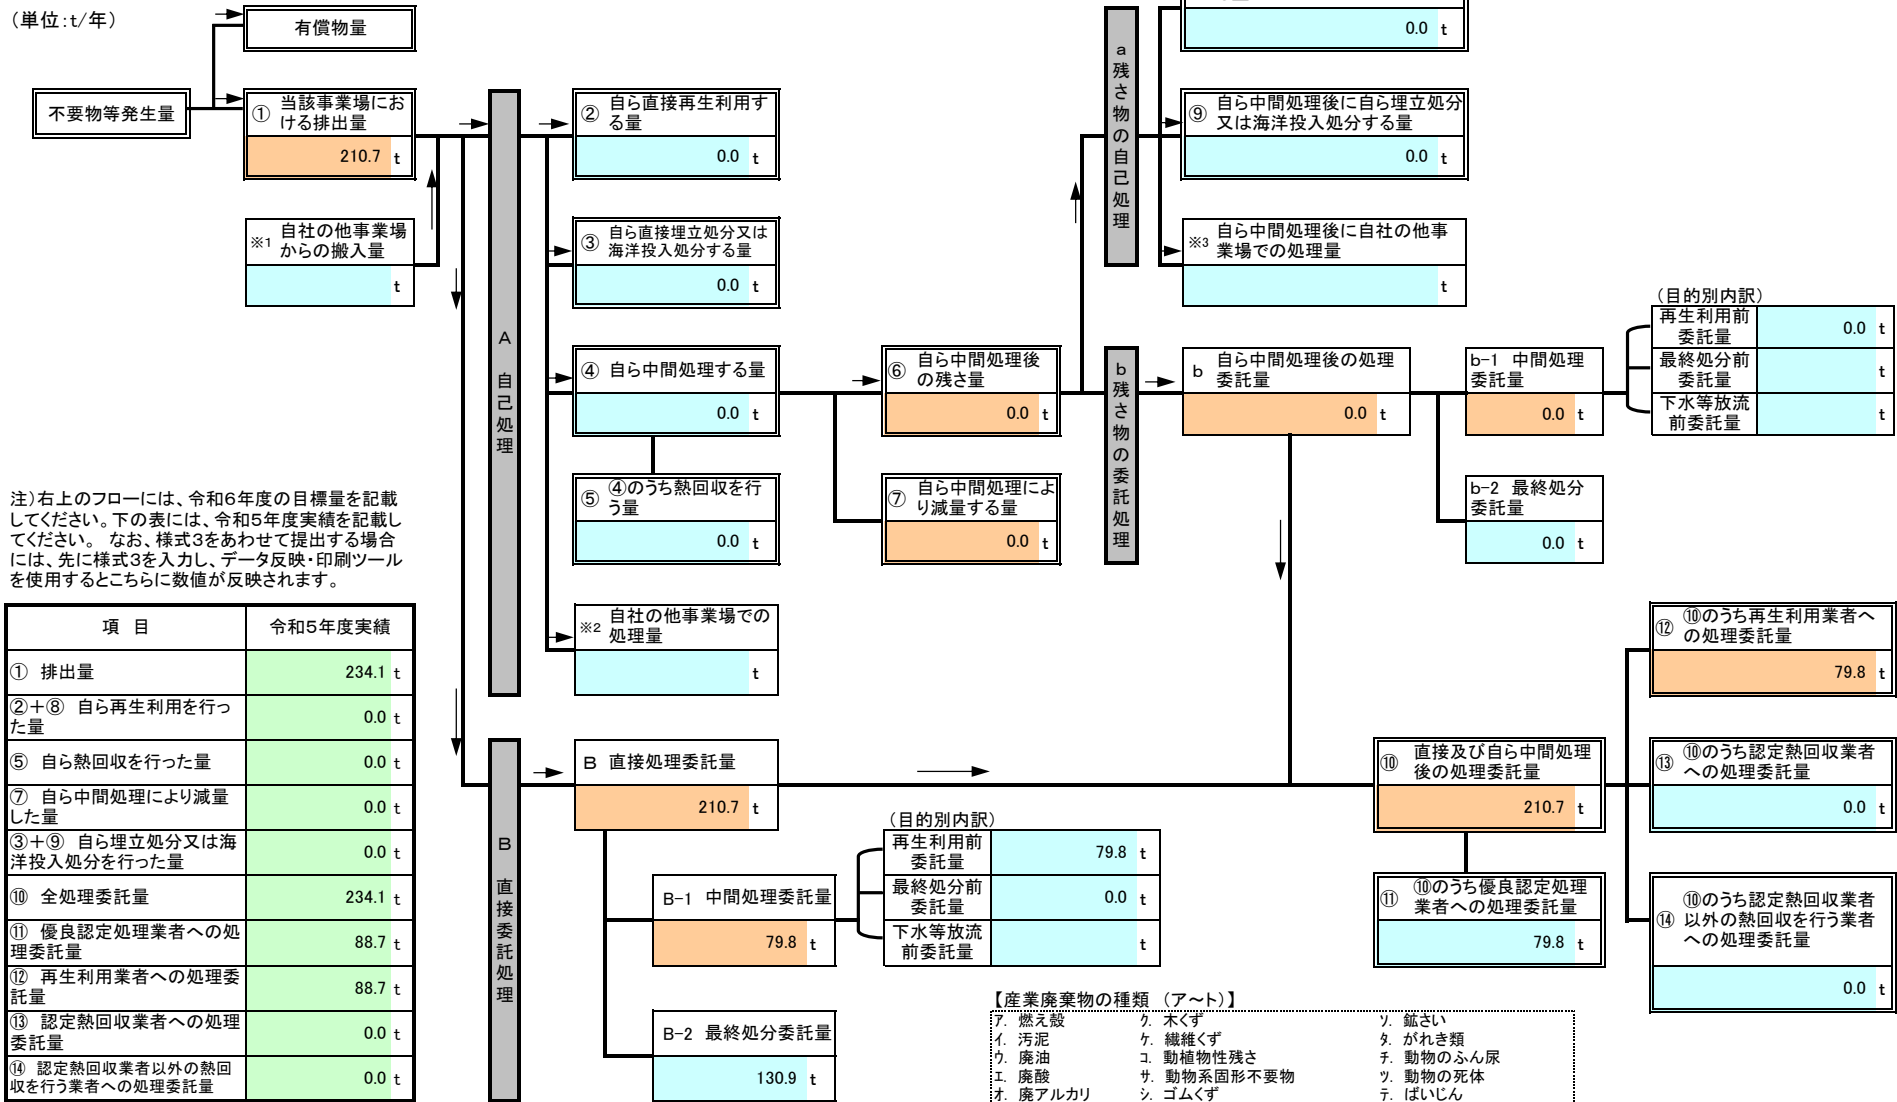 (単位:t/年)
有償物量
不要物等発生量
① 当該事業場にお
ける排出量
210.7 t
※1 自社の他事業場
からの搬入量
t
A 自己処理
② 自ら直接再生利用す
る量
0.0 t
③ 自ら直接埋立処分又は
海洋投入処分する量
0.0 t
④ 自ら中間処理する量
0.0 t
⑤ ④のうち熱回収を行
う量
0.0 t
※2 自社の他事業場での
処理量
t
⑥ 自ら中間処理後
の残さ量
0.0 t
⑦ 自ら中間処理によ
り減量する量
0.0 t
a 残さ物の自己処理
0.0 t
⑨ 自ら中間処理後に自ら埋立処分
又は海洋投入処分する量
0.0 t
※3 自ら中間処理後に自社の他事
業場での処理量
t
b 残さ物の委託処理
b 自ら中間処理後の処理
委託量
0.0 t
b-1 中間処理
委託量
0.0 t
b-2 最終処分
委託量
0.0 t
(目的別内訳)
再生利用前
委託量
0.0 t
最終処分前
委託量
t
下水等放流
前委託量
t
注)右上のフローには、令和6年度の目標量を記載
してください。下の表には、令和5年度実績を記載し
てください。 なお、様式3をあわせて提出する場合
には、先に様式3を入力し、データ反映・印刷ツール
を使用するとこちらに数値が反映されます。
項 目 令和5年度実績
① 排出量 234.1 t
②+⑧ 自ら再生利用を行っ
た量 0.0 t
⑤ 自ら熱回収を行った量 0.0 t
⑦ 自ら中間処理により減量
した量 0.0 t
③+⑨ 自ら埋立処分又は海
洋投入処分を行った量 0.0 t
⑩ 全処理委託量 234.1 t
⑪ 優良認定処理業者への処
理委託量 88.7 t
⑫ 再生利用業者への処理委
託量 88.7 t
⑬ 認定熱回収業者への処理
委託量 0.0 t
⑭ 認定熱回収業者以外の熱回
収を行う業者への処理委託量 0.0 t
B 直接委託処理
B 直接処理委託量
210.7 t
B-1 中間処理委託量
79.8 t
B-2 最終処分委託量
130.9 t
(目的別内訳)
再生利用前
委託量
79.8 t
最終処分前
委託量
0.0 t
下水等放流
前委託量
t
⑩ 直接及び自ら中間処理
後の処理委託量
210.7 t
⑪ ⑩のうち優良認定処理
業者への処理委託量
79.8 t
⑫ ⑩のうち再生利用業者へ
の処理委託量
79.8 t
⑬ ⑩のうち認定熱回収業者
への処理委託量
0.0 t
⑭ ⑩のうち認定熱回収業者
以外の熱回収を行う業者
への処理委託量
0.0 t
【産業廃棄物の種類 (ア~ト)】
ア. 燃え殻 ク. 木くず ソ. 鉱さい
イ. 汚泥 ケ. 繊維くず タ. がれき類
ウ. 廃油 コ. 動植物性残さ チ. 動物のふん尿
エ. 廃酸 サ. 動物系固形不要物 ツ. 動物の死体
オ. 廃アルカリ シ. ゴムくず テ. ばいじん